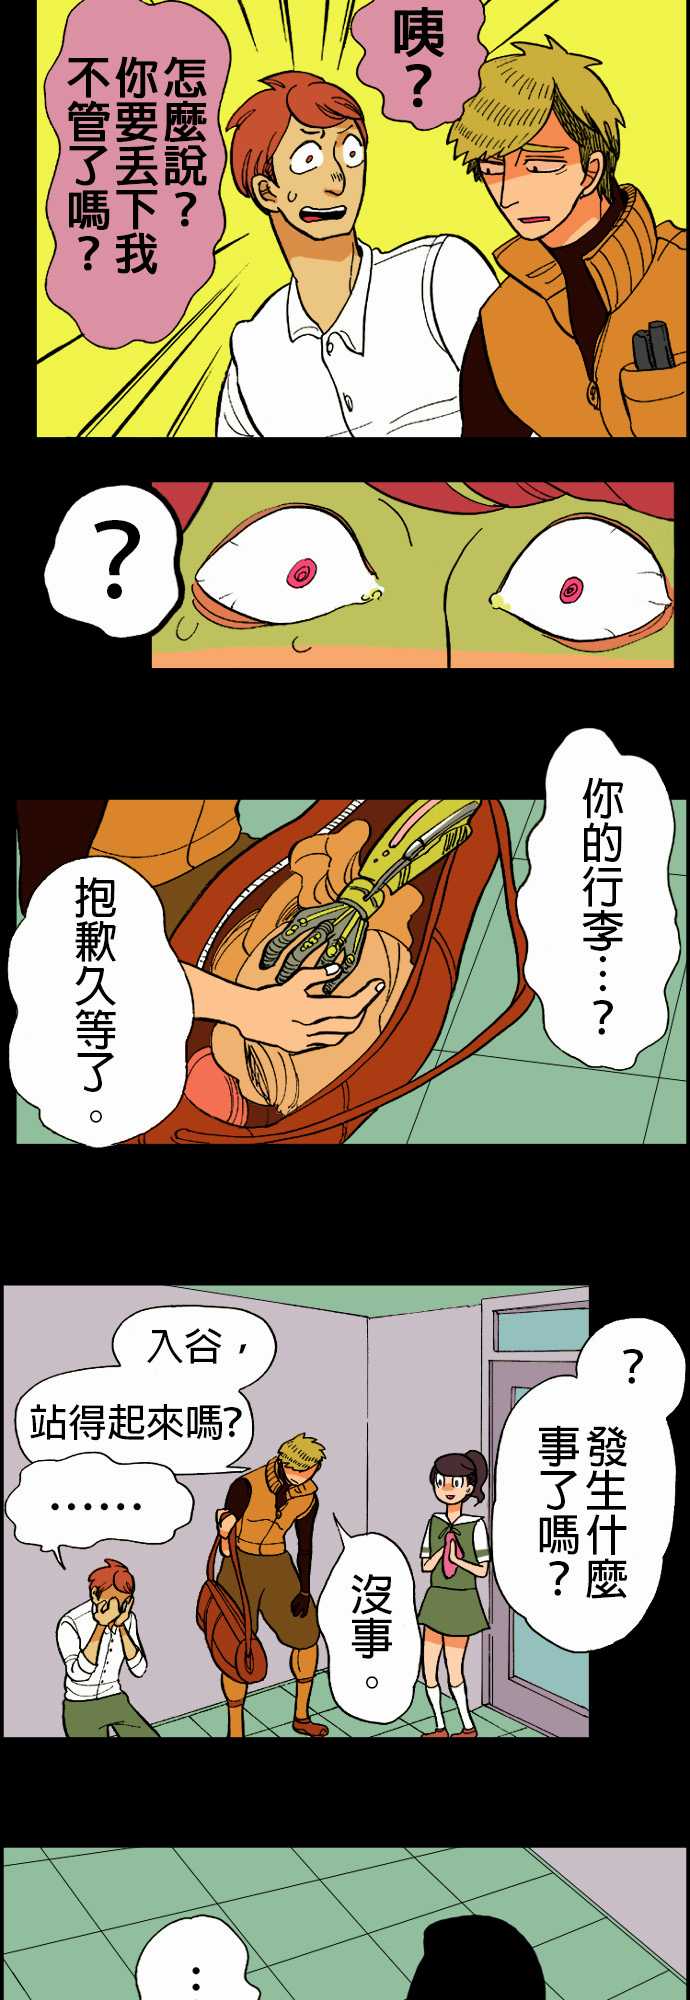 咦？
怎麼說？
你要丟下我
不管了嗎？
？
你的行李…？
抱歉久等了。
入谷，
站得起來嗎?
……
？
發生什麼
事了嗎？
沒事。
…